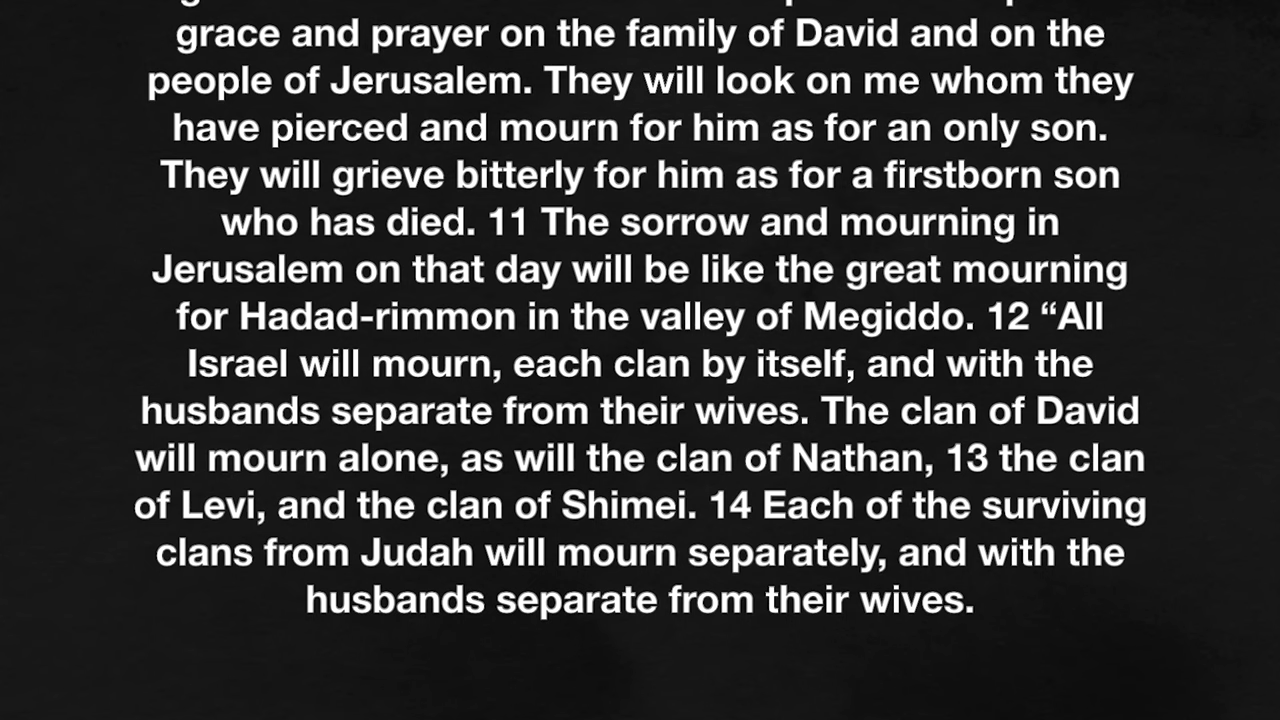 grace and prayer on the family of David and on the
people of Jerusalem. They will look on me whom they
have pierced and mourn for him as for an only son.
They will grieve bitterly for him as for a firstborn son
who has died. 11 The sorrow and mourning in
Jerusalem on that day will be like the great mourning
for Hadad-rimmon in the valley of Megiddo. 12 “All
Israel will mourn, each clan by itself, and with the
husbands separate from their wives. The clan of David
will mourn alone, as will the clan of Nathan, 13 the clan
of Levi, and the clan of Shimei. 14 Each of the surviving
clans from Judah will mourn separately, and with the
husbands separate from their wives.